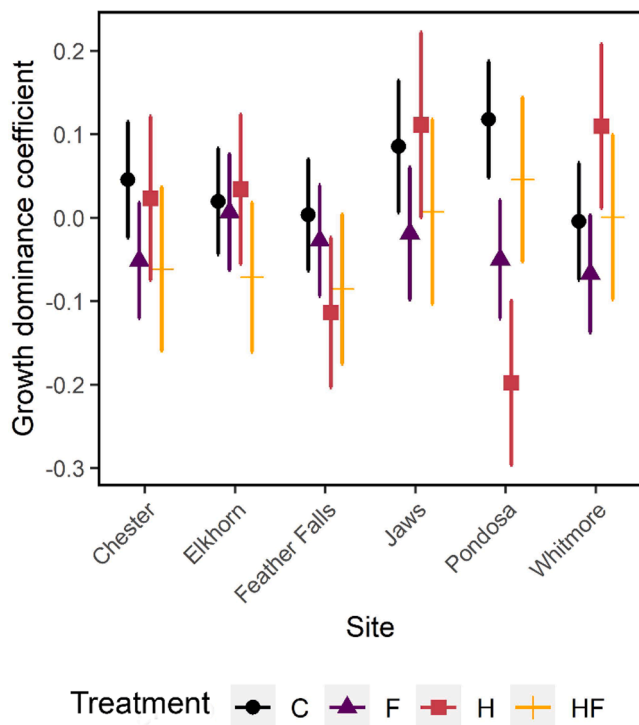 Growth dominance coefficient
0.2
0.1
0.0
-0.1
-0.2
-0.3
Chester
Elkhorn
Feather Falls
Jaws
Pondosa
Whitmore
Site
Treatment C F H HF